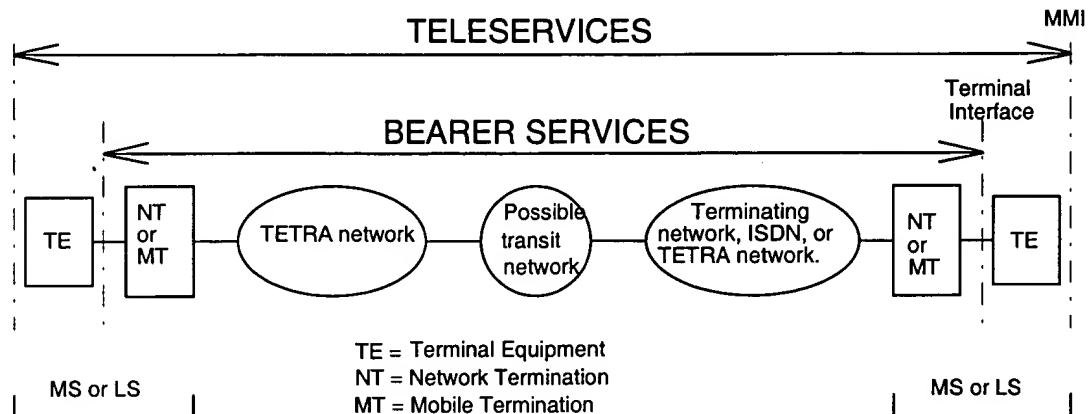 MMI
TELESERVICES
Terminal
Interface
BEARER SERVICES
TE
NT
or
MT
TETRA network
Possible
transit
network
Terminating
network, ISDN, or
TETRA network.
NT
or
MT
TE
TE = Terminal Equipment
NT = Network Termination
MT = Mobile Termination
MS or LS
MS or LS